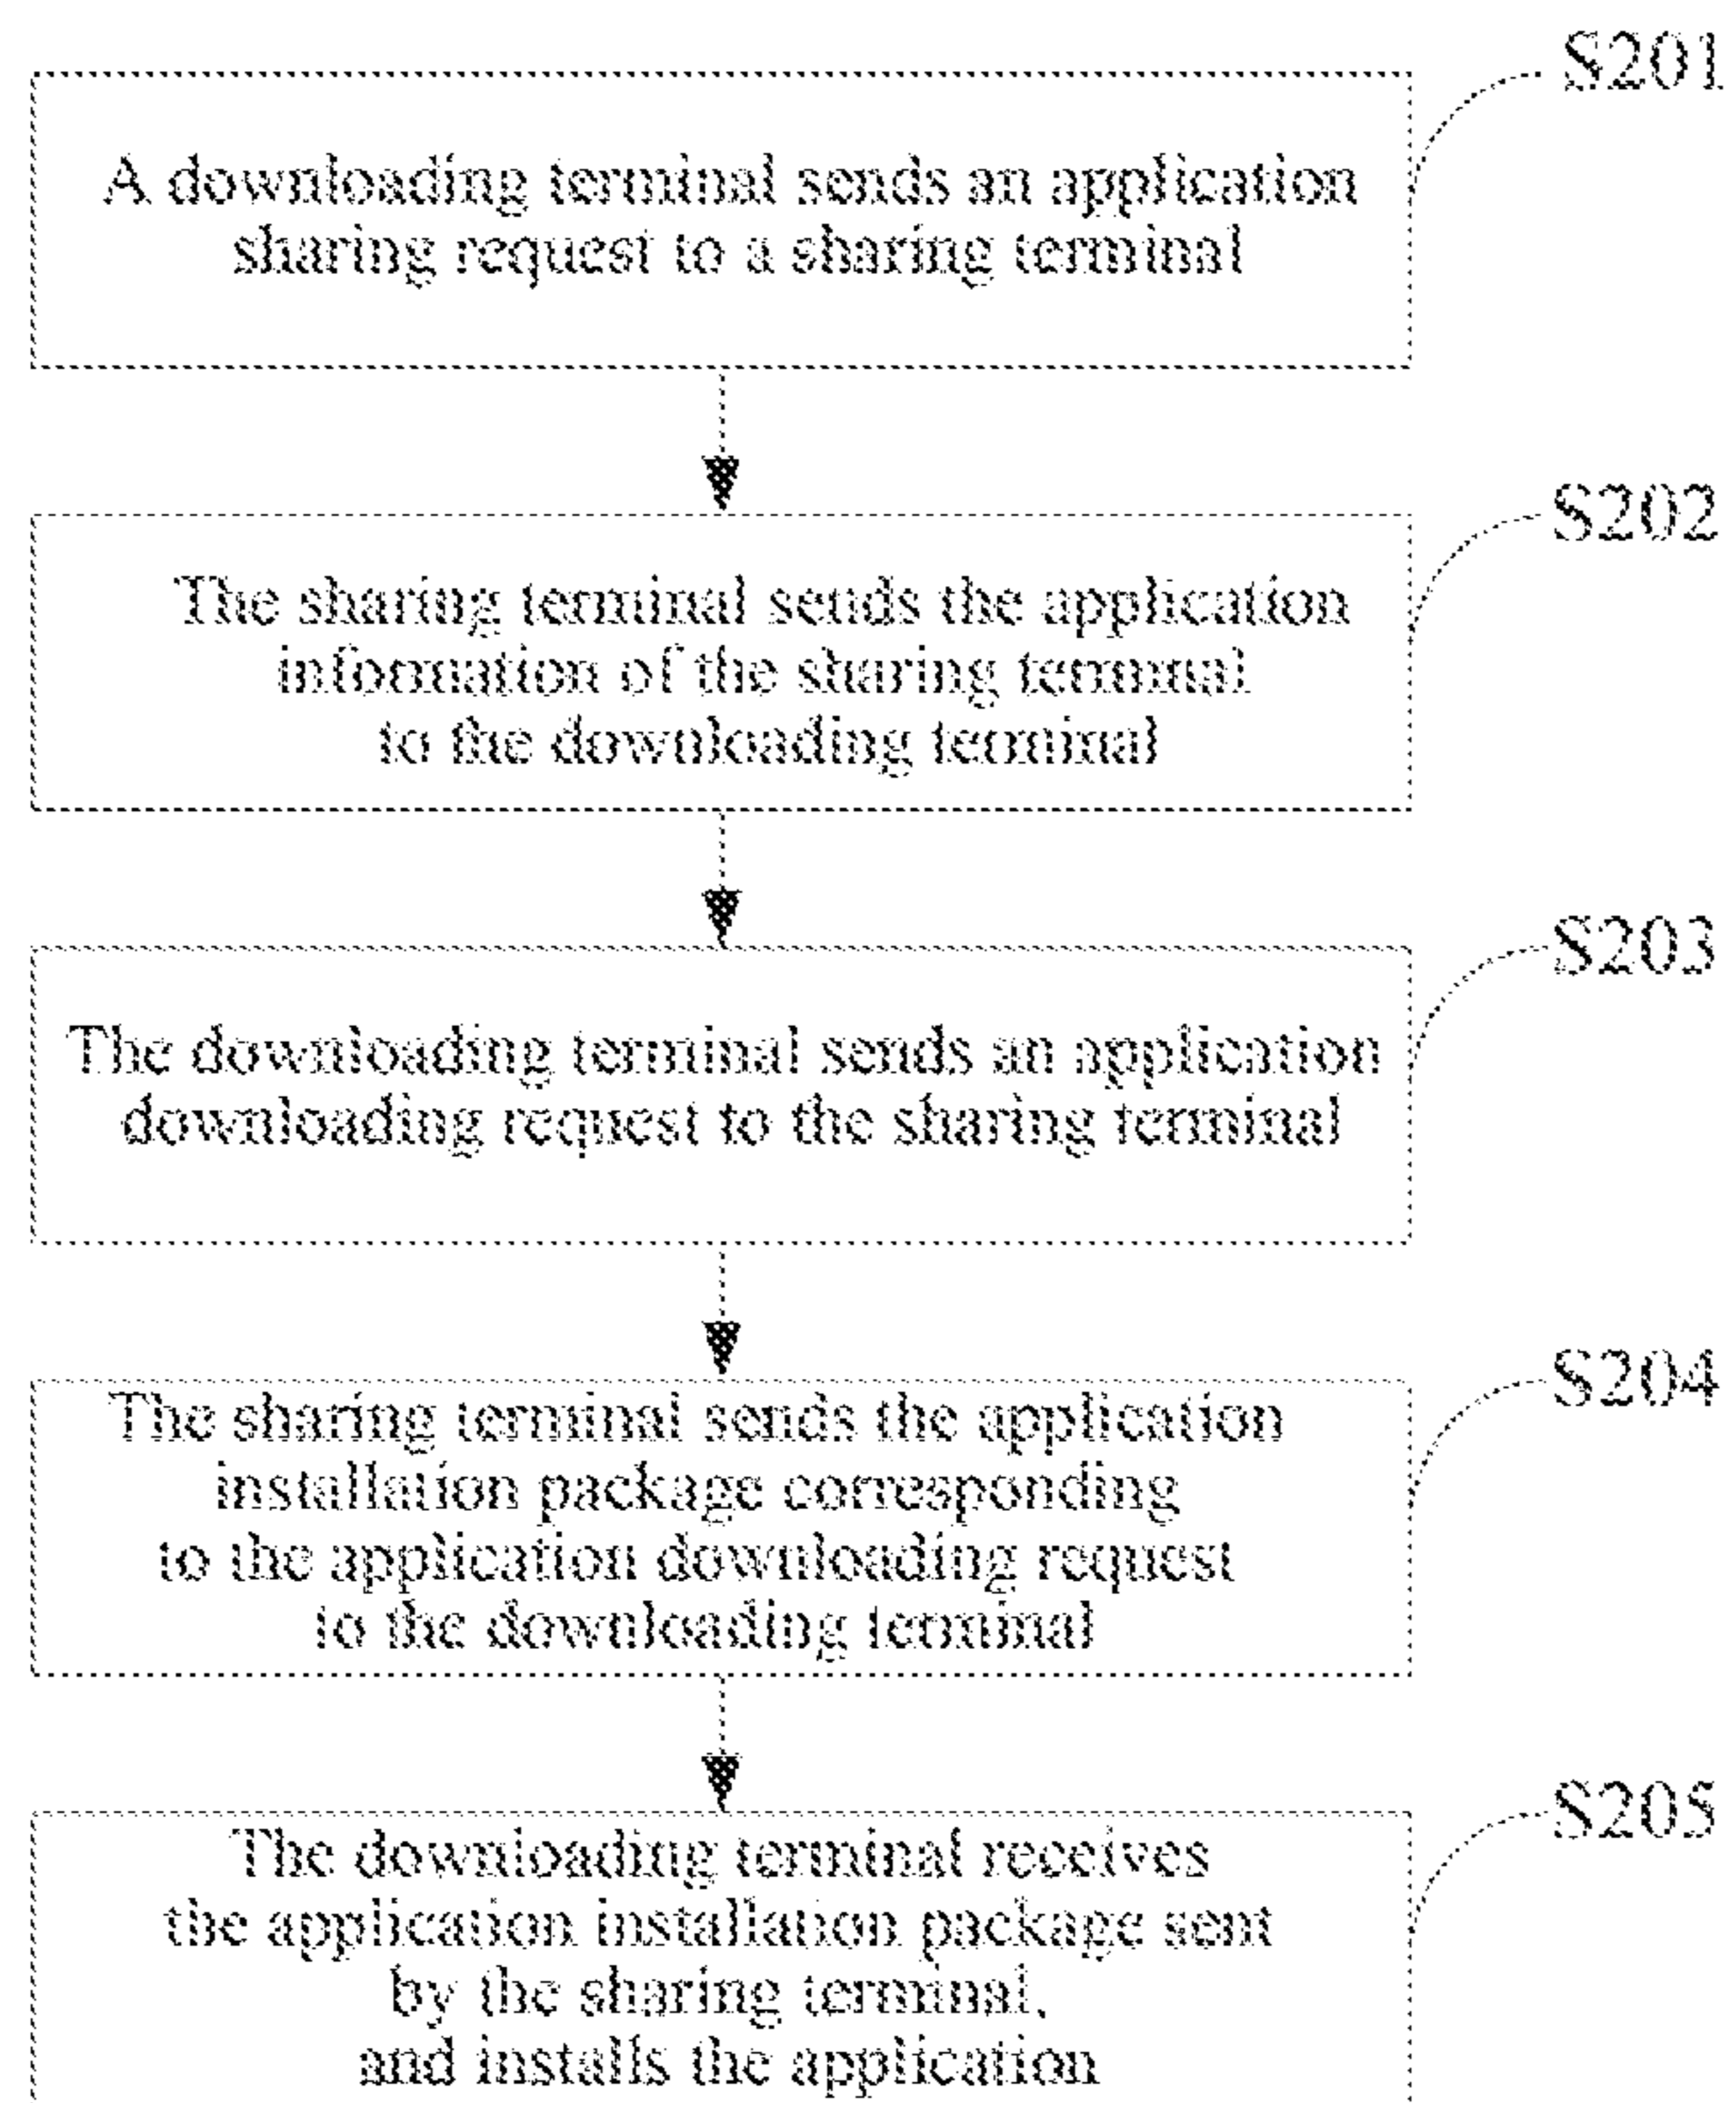 S201
A downloading terminal sends an application
sharing request to a sharing terminal
S202
The sharing terminal sends the application
information of the sharing terminal
to the downloading terminal
S203
The downloading terminal sends an application
downloading request to the sharing terminal
S204
The sharing terminal sends the application
installation package corresponding
to the application downloading request
to the downloading terminal
S205
The downloading terminal receives
the application installation package sent
by the sharing terminal,
and installs the application